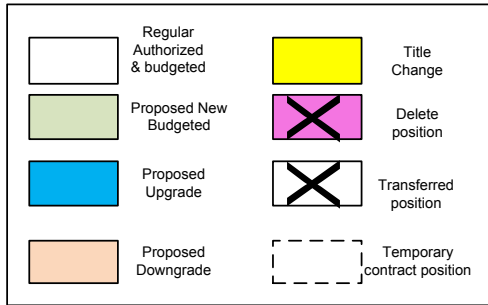 Regular
Authorized
& budgeted
Title
Change
Proposed New
Budgeted
Delete
position
Proposed
Upgrade
Transferred
position
Proposed
Downgrade
Temporary
contract position